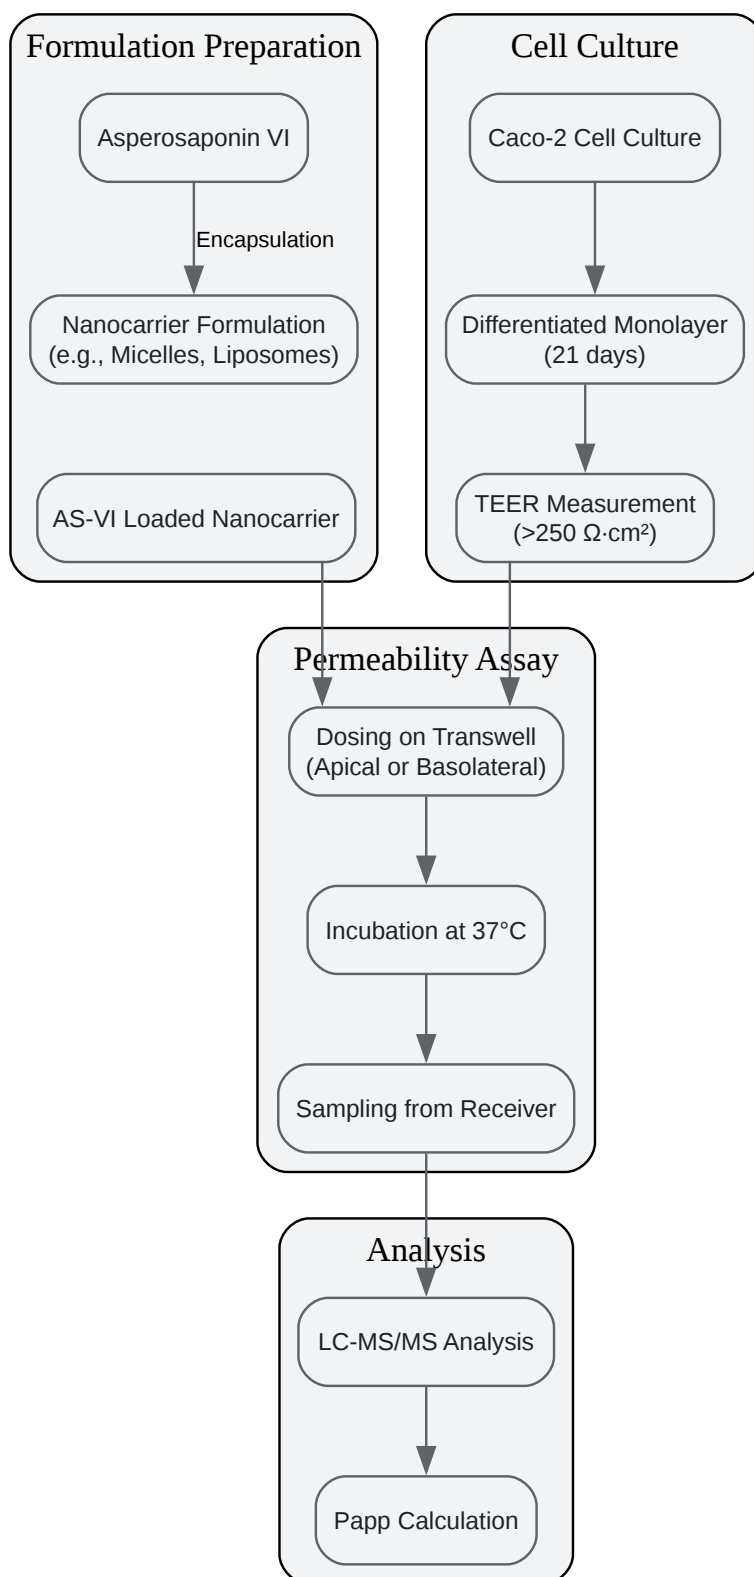 Formulation Preparation
Asperosaponin VI
Encapsulation
Nanocarrier Formulation
(e.g., Micelles, Liposomes)
AS-VI Loaded Nanocarrier
Cell Culture
Caco-2 Cell Culture
Differentiated Monolayer
(21 days)
TEER Measurement
(>250 Ω·cm²)
Permeability Assay
Dosing on Transwell
(Apical or Basolateral)
Incubation at 37°C
Sampling from Receiver
Analysis
LC-MS/MS Analysis
Papp Calculation